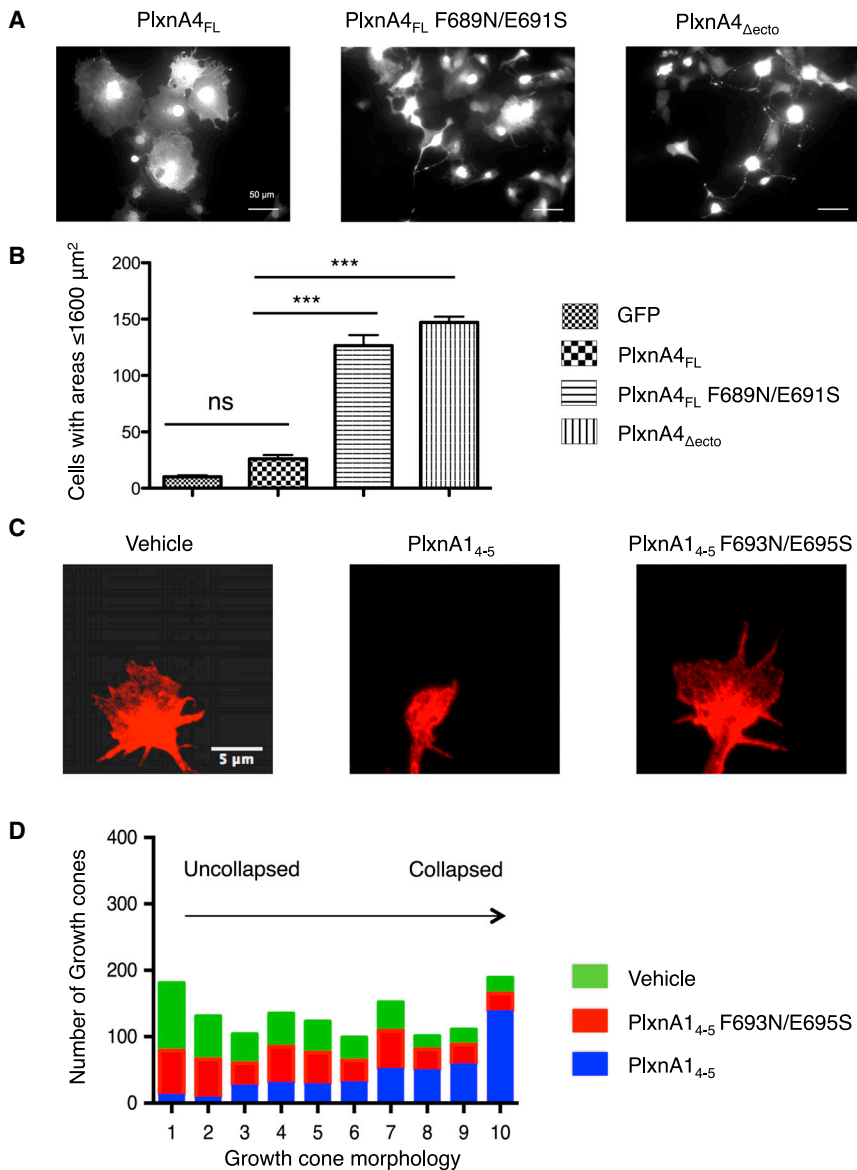 A
PlxnA4FL
PlxnA4FL F689N/E691S
PlxnA4Δecto
50 µm
B
Cells with areas ≤1600 µm²
200
150
100
50
0
ns
***
***
GFP
PlxnA4FL
PlxnA4FL F689N/E691S
PlxnA4Δecto
C
Vehicle
PlxnA14-5
PlxnA14-5 F693N/E695S
5 µm
D
Number of Growth cones
400
300
200
100
0
Uncollapsed
Collapsed
1 2 3 4 5 6 7 8 9 10
Growth cone morphology
Vehicle
PlxnA14-5 F693N/E695S
PlxnA14-5